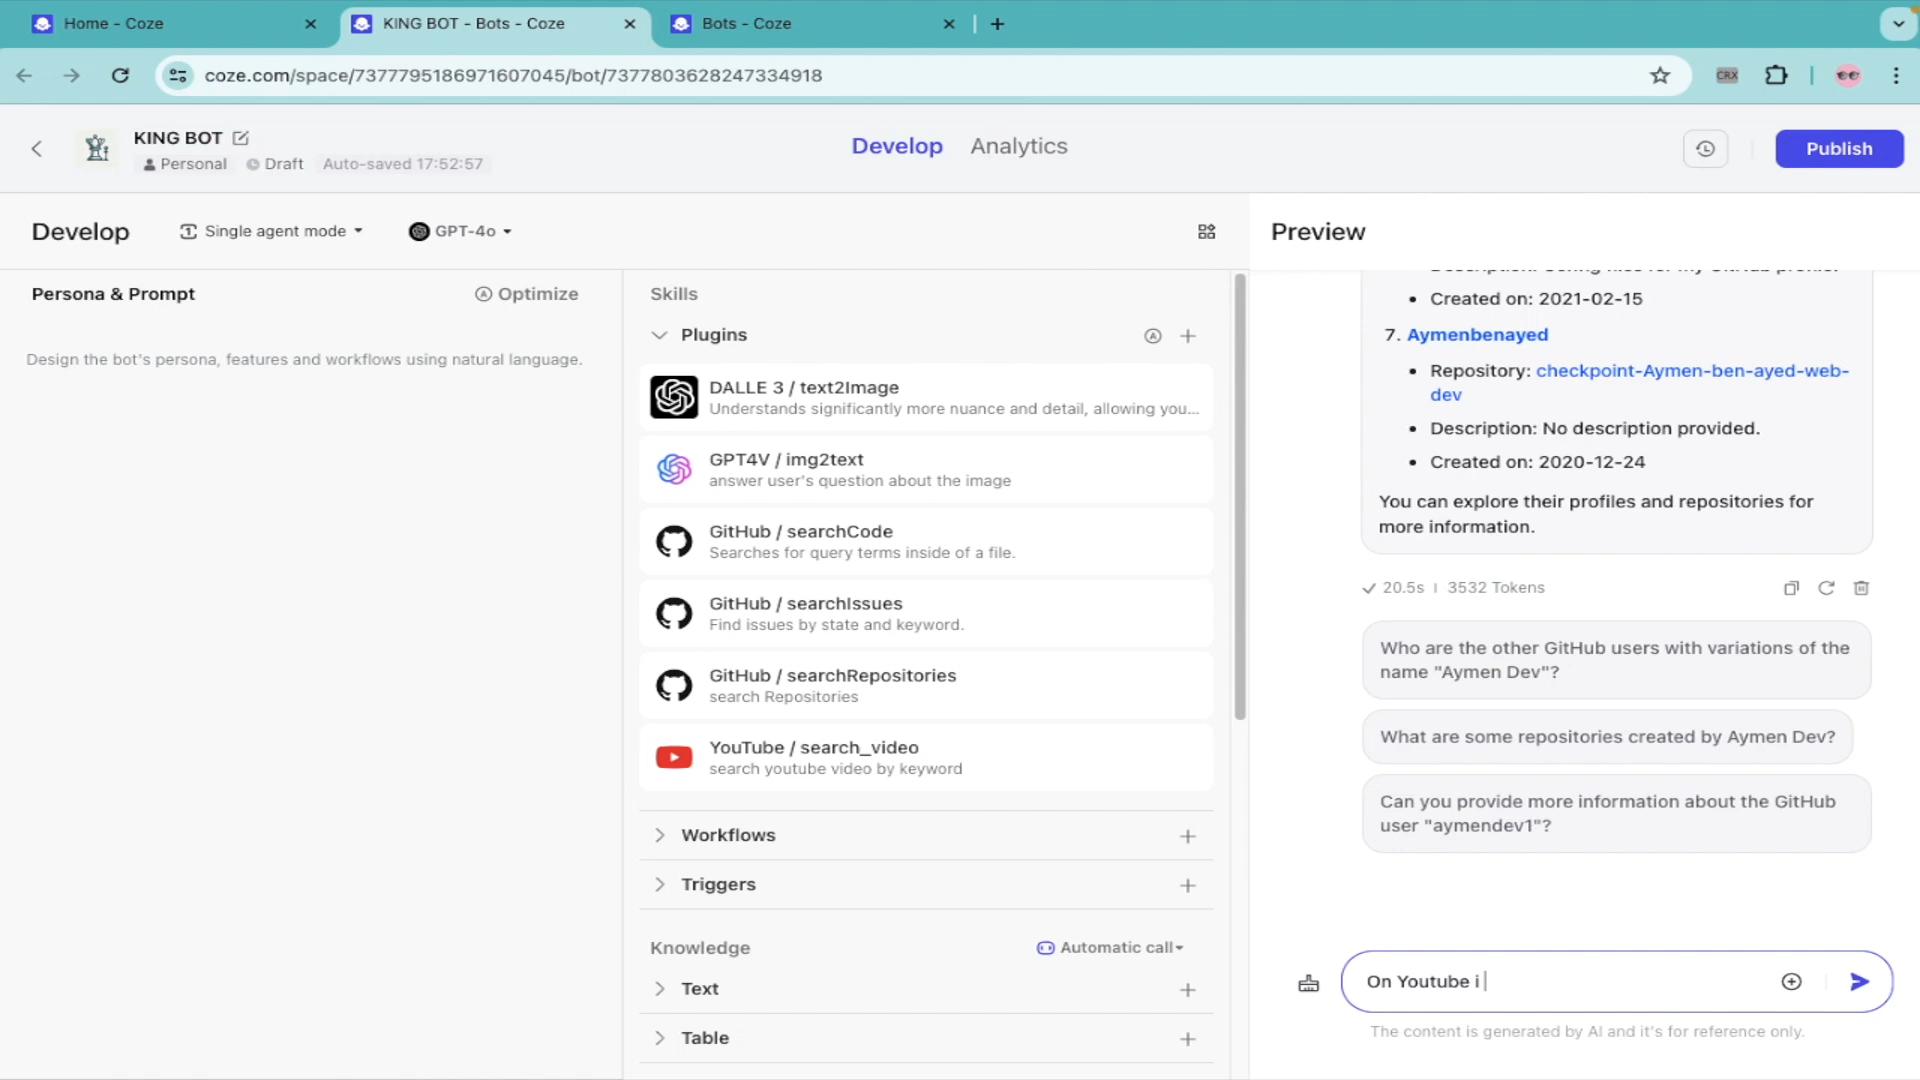 Home - Coze
KING BOT - Bots - Coze
Bots - Coze
coze.com/space/7377795186971607045/bot/7377803628247334918
CRX
KING BOT
Personal
Draft
Auto-saved 17:52:57
Develop
Analytics
Publish
Develop
Single agent mode
GPT-4o
Preview
Persona & Prompt
Optimize
Design the bot's persona, features and workflows using natural language.
Skills
Plugins
DALLE 3 / text2Image
Understands significantly more nuance and detail, allowing you...
GPT4V / img2text
answer user's question about the image
GitHub / searchCode
Searches for query terms inside of a file.
GitHub / searchIssues
Find issues by state and keyword.
GitHub / searchRepositories
search Repositories
YouTube / search_video
search youtube video by keyword
Workflows
Triggers
Knowledge
Automatic call
Text
Table
• Created on: 2021-02-15
7. Aymenbenayed
• Repository: checkpoint-Aymen-ben-ayed-web-
dev
• Description: No description provided.
• Created on: 2020-12-24
You can explore their profiles and repositories for
more information.
20.5s | 3532 Tokens
Who are the other GitHub users with variations of the
name "Aymen Dev"?
What are some repositories created by Aymen Dev?
Can you provide more information about the GitHub
user "aymendev1"?
On Youtube i
The content is generated by AI and it's for reference only.